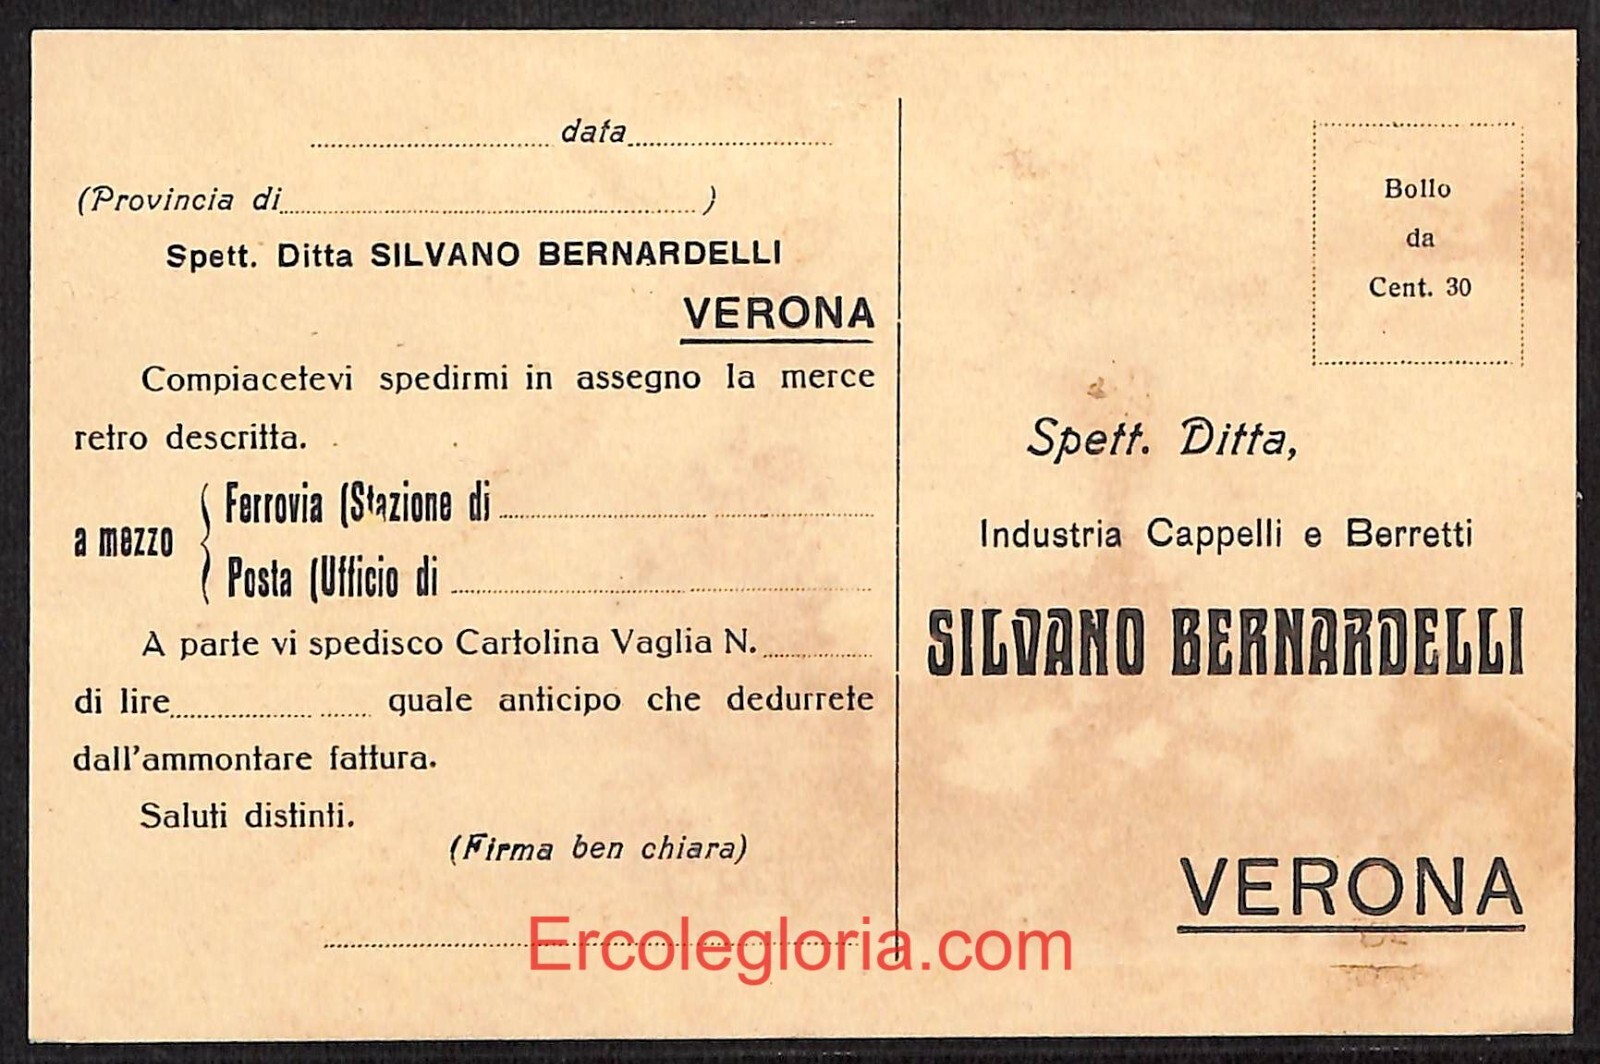 data
(Provincia di )
Spett. Ditta SILVANO BERNARDELLI
VERONA
Compiacetevi spedirmi in assegno la merce
retro descritta.
a mezzo
Ferrovia (Stazione di
Posta (Ufficio di
A parte vi spedisco Cartolina Vaglia N.
di lire quale anticipo che dedurrete
dall'ammontare fattura.
Saluti distinti.
(Firma ben chiara)
Bollo
da
Cent. 30
Spett. Ditta,
Industria Cappelli e Berretti
SILVANO BERNARDELLI
VERONA
Ercolegloria.com